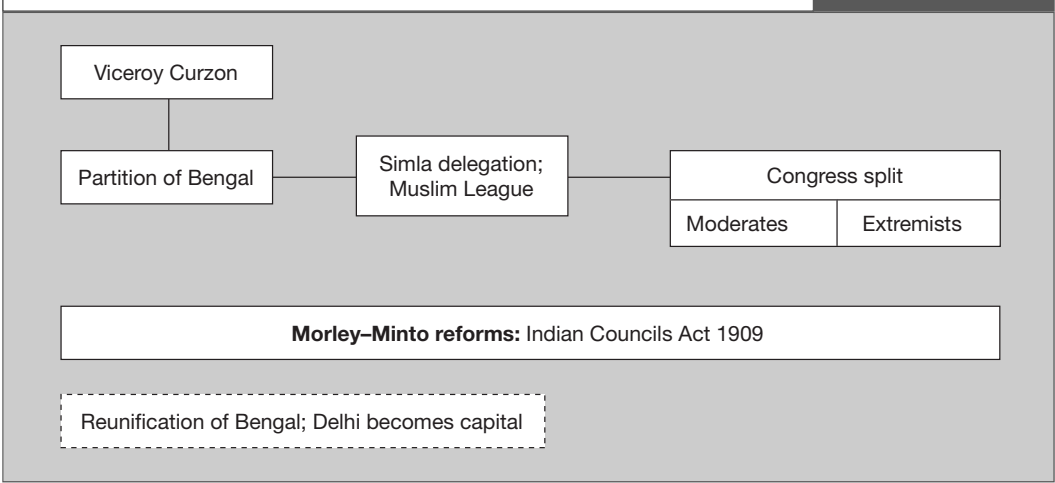 Viceroy Curzon
Partition of Bengal
Simla delegation;
Muslim League
Congress split
Moderates
Extremists
Morley–Minto reforms: Indian Councils Act 1909
Reunification of Bengal; Delhi becomes capital